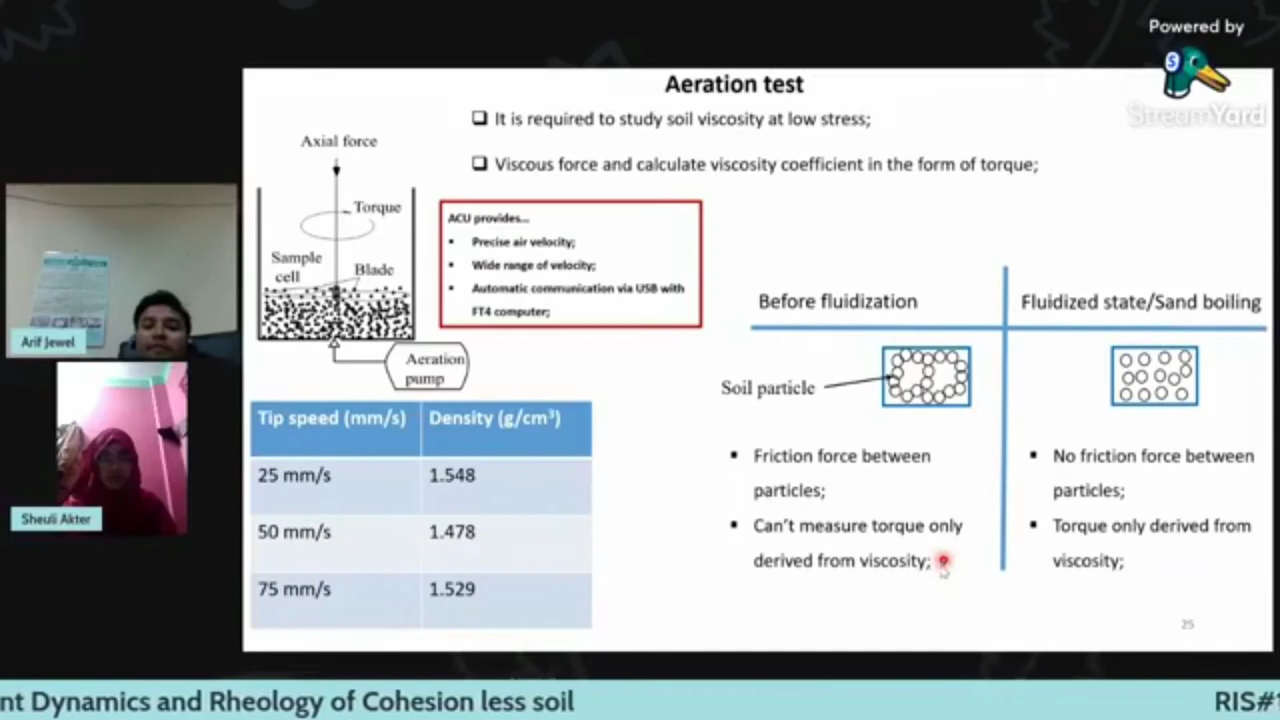 Powered by
StreamYard
Aeration test
It is required to study soil viscosity at low stress;
Viscous force and calculate viscosity coefficient in the form of torque;
Axial force
Torque
Sample
cell
Blade
Aeration
pump
ACU provides...
Precise air velocity;
Wide range of velocity;
Automatic communication via USB with
FT4 computer;
Before fluidization
Fluidized state/Sand boiling
Soil particle
Friction force between
particles;
Can't measure torque only
derived from viscosity;
No friction force between
particles;
Torque only derived from
viscosity;
Tip speed (mm/s) Density (g/cm³)
25 mm/s 1.548
50 mm/s 1.478
75 mm/s 1.529
25
Arif Jewel
Sheuli Akter
nt Dynamics and Rheology of Cohesion less soil
RIS#1